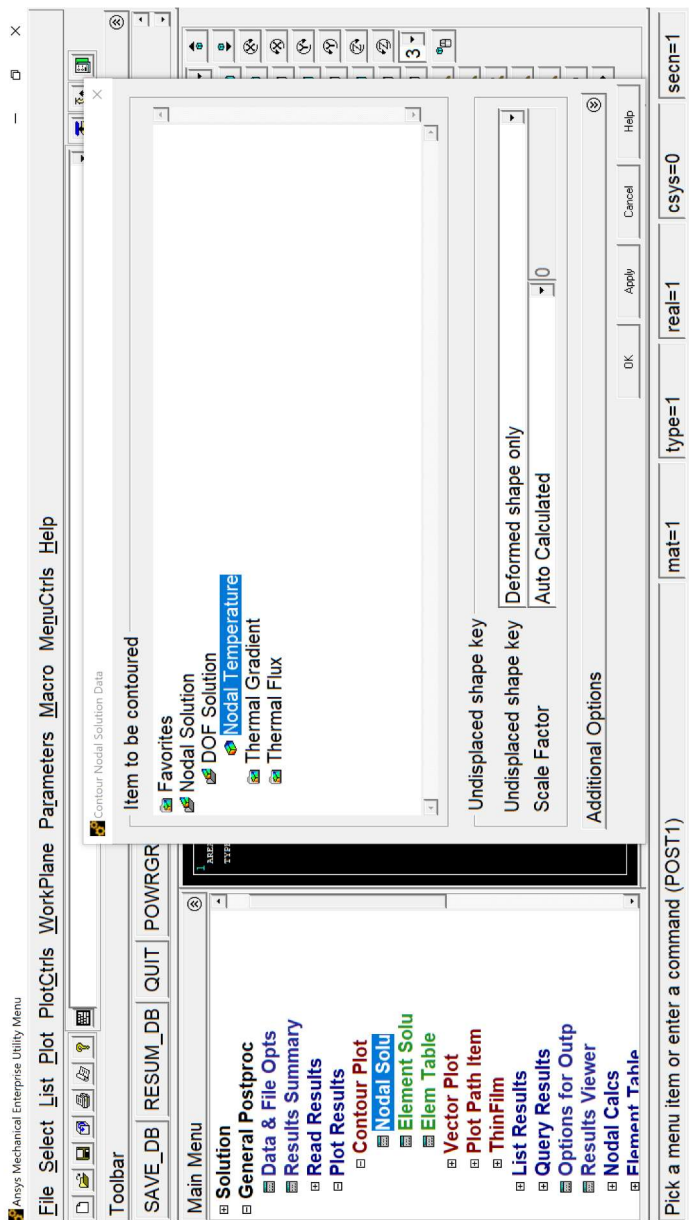 Ansys Mechanical Enterprise Utility Menu
File Select List Plot PlotCtrls WorkPlane Parameters Macro MenuCtrls Help
Toolbar
SAVE_DB RESUM_DB QUIT POWRGR
Main Menu
Solution
General Postproc
Data & File Opts
Results Summary
Read Results
Plot Results
Contour Plot
Nodal Solu
Element Solu
Elem Table
Vector Plot
Plot Path Item
ThinFilm
List Results
Query Results
Options for Outp
Results Viewer
Nodal Calcs
Element Table
1
Contour Nodal Solution Data
Item to be contoured
Favorites
Nodal Solution
DOF Solution
Nodal Temperature
Thermal Gradient
Thermal Flux
Undisplaced shape key
Undisplaced shape key Deformed shape only
Scale Factor Auto Calculated 0
Additional Options
OK Apply Cancel Help
3
Pick a menu item or enter a command (POST1) mat=1 type=1 real=1 csys=0 secn=1